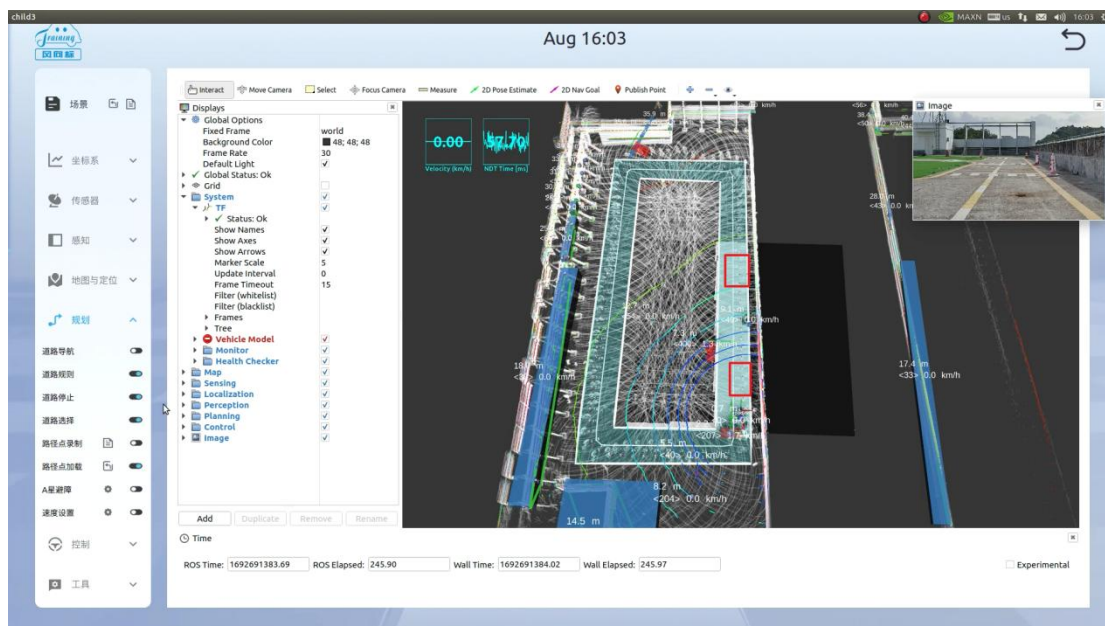 child3
MAXN
us
16:03
Training
风向标
Aug 16:03
场景
坐标系
传感器
感知
地图与定位
规划
道路导航
道路规则
道路停止
道路选择
路径点录制
路径点加载
A星避障
速度设置
控制
工具
Interact Move Camera Select Focus Camera Measure 2D Pose Estimate 2D Nav Goal Publish Point
Displays
Global Options
Fixed Frame world
Background Color 48; 48; 48
Frame Rate 30
Default Light
Global Status: Ok
Grid
System
TF
Status: Ok
Show Names
Show Axes
Show Arrows
Marker Scale 5
Update Interval 0
Frame Timeout 15
Filter (whitelist)
Filter (blacklist)
Frames
Tree
Vehicle Model
Monitor
Health Checker
Map
Sensing
Localization
Perception
Planning
Control
Image
Add Duplicate Remove Rename
0.00
Velocity (km/h)
57.70
NDT Time [ms]
35.9 m
Image
17.4 m
<33> 0.0 km/h
5.5 m
<40> 0.0 km/h
8.2 m
<204> 0.0 km/h
14.5 m
Time
ROS Time: 1692691383.69 ROS Elapsed: 245.90 Wall Time: 1692691384.02 Wall Elapsed: 245.97 Experimental